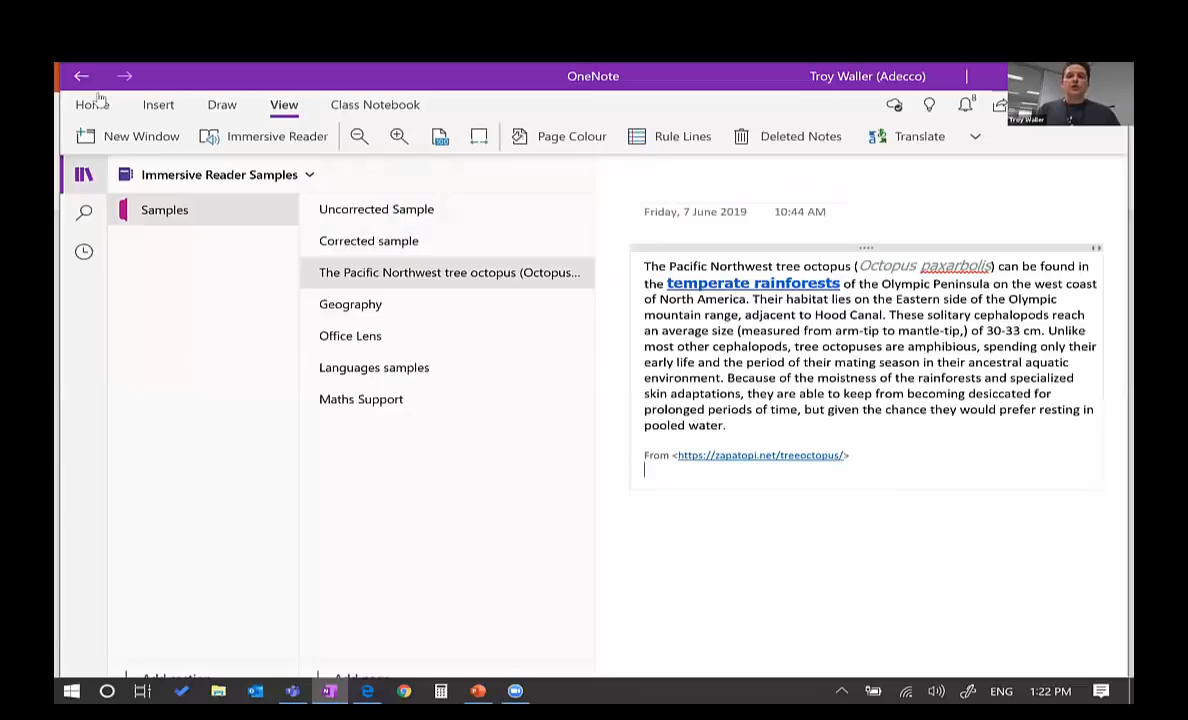 OneNote
Troy Waller (Adecco)
Home
Insert
Draw
View
Class Notebook
8
Troy Waller
New Window
Immersive Reader
100
Page Colour
Rule Lines
Deleted Notes
Translate
Immersive Reader Samples
Samples
Uncorrected Sample
Corrected sample
The Pacific Northwest tree octopus (Octopus...
Geography
Office Lens
Languages samples
Maths Support
Friday, 7 June 2019 10:44 AM
The Pacific Northwest tree octopus (Octopus paxarbolis) can be found in
the temperate rainforests of the Olympic Peninsula on the west coast
of North America. Their habitat lies on the Eastern side of the Olympic
mountain range, adjacent to Hood Canal. These solitary cephalopods reach
an average size (measured from arm-tip to mantle-tip,) of 30-33 cm. Unlike
most other cephalopods, tree octopuses are amphibious, spending only their
early life and the period of their mating season in their ancestral aquatic
environment. Because of the moistness of the rainforests and specialized
skin adaptations, they are able to keep from becoming desiccated for
prolonged periods of time, but given the chance they would prefer resting in
pooled water.
From <https://zapatopi.net/treeoctopus/>
Add section
Add page
ENG
1:22 PM